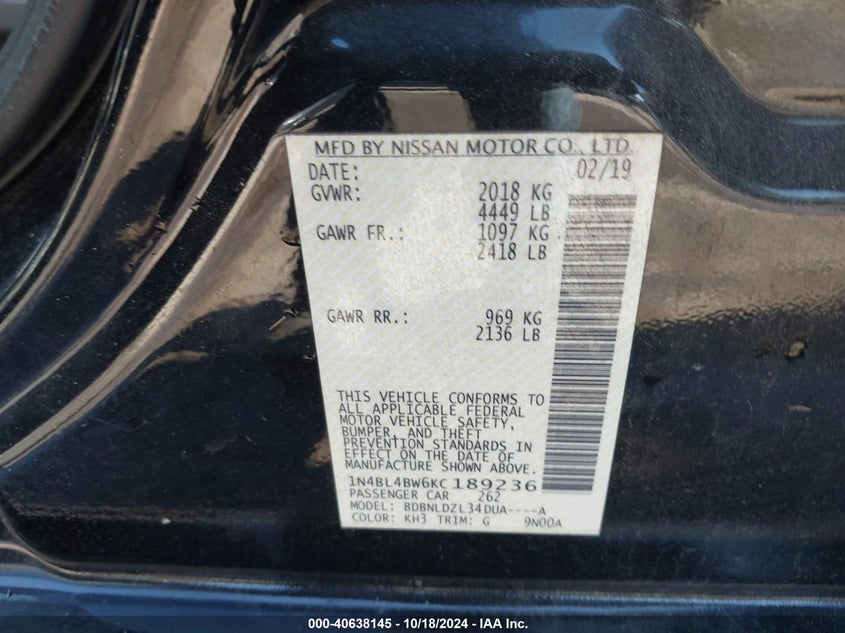 MFD BY NISSAN MOTOR CO., LTD.
DATE: 02/19
GVWR: 2018 KG
4449 LB
GAWR FR.: 1097 KG
2418 LB
GAWR RR.: 969 KG
2136 LB
THIS VEHICLE CONFORMS TO
ALL APPLICABLE FEDERAL
MOTOR VEHICLE SAFETY,
BUMPER, AND THEFT
PREVENTION STANDARDS IN
EFFECT ON THE DATE OF
MANUFACTURE SHOWN ABOVE.
1N4BL4BW6KC189236
PASSENGER CAR 262
MODEL: BDBNLDZL34DUA----A
COLOR: KH3 TRIM: G 9N00A
000-40638145 - 10/18/2024 - IAA Inc.